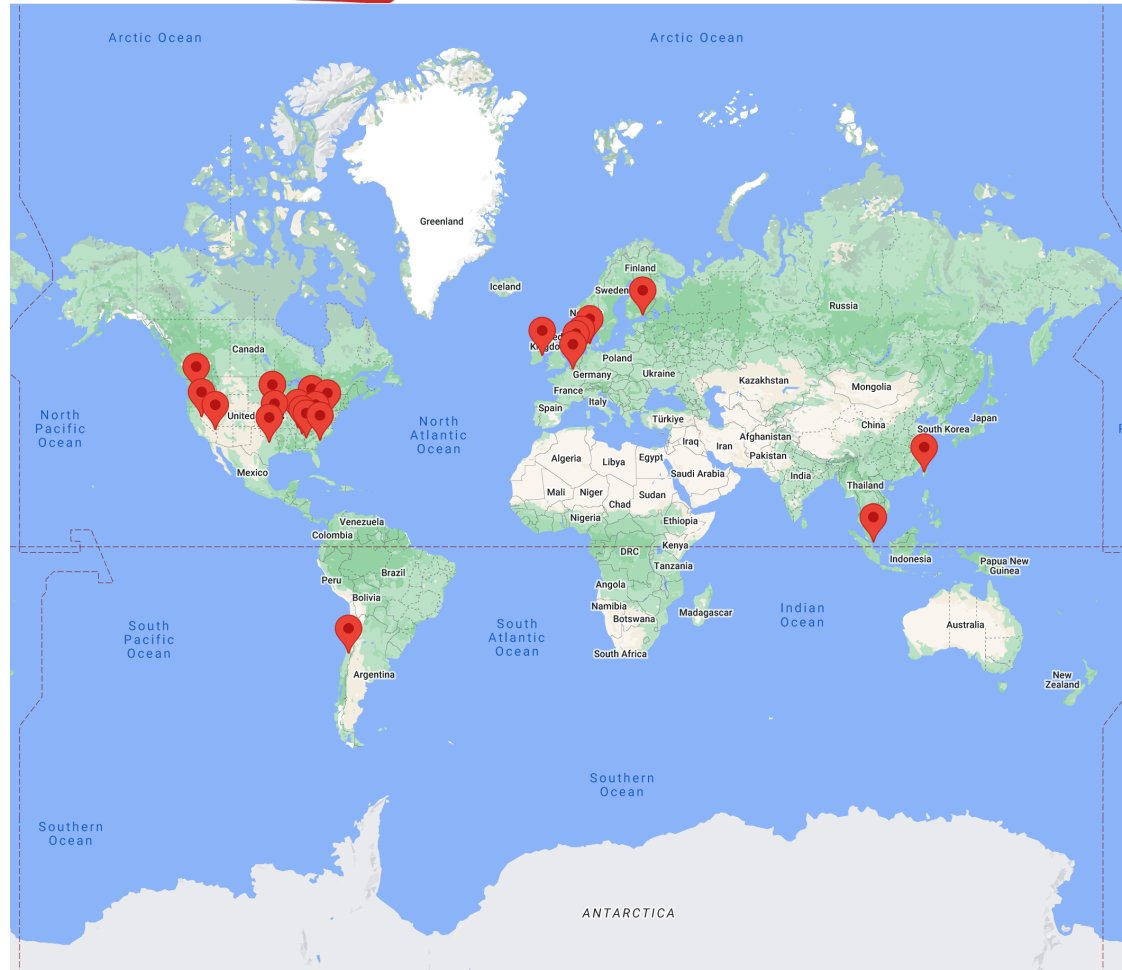 Arctic Ocean
Arctic Ocean
Greenland
Finland
Iceland
Sweden
Russia
Canada
Poland
Germany
Ukraine
Kazakhstan
Mongolia
France
United
North
Pacific
Ocean
North
Atlantic
Ocean
Italy
Spain
Türkiye
China
Japan
South Korea
Iraq
Iran
Afghanistan
Pakistan
Algeria
Libya
Egypt
Saudi Arabia
India
Mexico
Mali
Niger
Sudan
Chad
Thailand
Nigeria
Ethiopia
Venezuela
Colombia
DRC
Kenya
Tanzania
Indonesia
Papua New
Guinea
Peru
Brazil
Bolivia
Angola
Namibia
Botswana
Madagascar
Indian
Ocean
South
Pacific
Ocean
South
Atlantic
Ocean
Australia
South Africa
Argentina
New
Zealand
Southern
Ocean
Southern
Ocean
ANTARCTICA